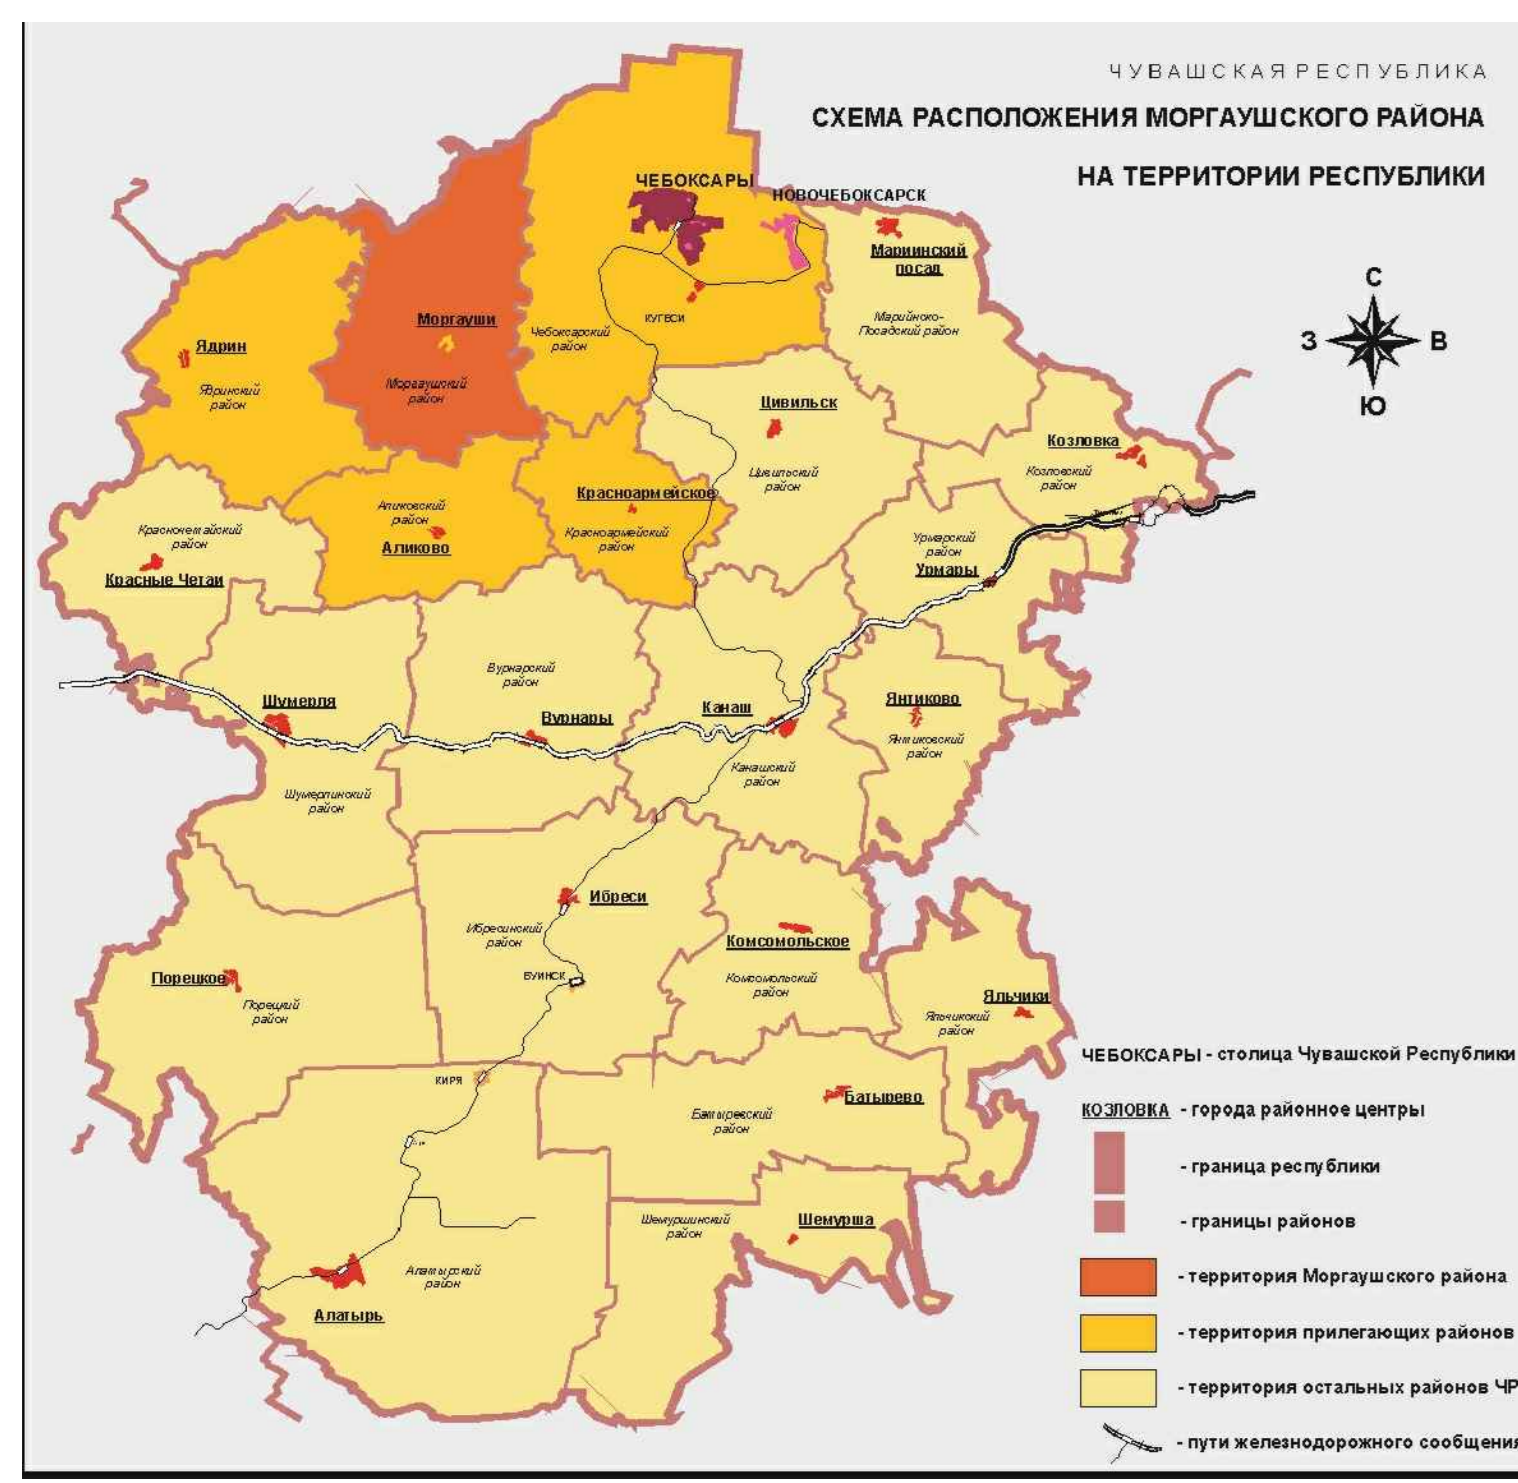 ЧУВАШСКАЯ РЕСПУБЛИКА
СХЕМА РАСПОЛОЖЕНИЯ МОРГАУШСКОГО РАЙОНА
НА ТЕРРИТОРИИ РЕСПУБЛИКИ
ЧЕБОКСАРЫ
НОВОЧЕБОКСАРСК
Мариинский
посад
С
Моргауши
КУГЕСИ
Марийнско-
Посадский район
Чебоксарский
район
Ядрин
З
В
Ядринский
район
Моргаушский
район
Ю
Цивильск
Козловка
Цивильский
район
Козловский
район
Красноармейское
Аликовский
район
Аликово
Красноармейский
район
Красночетайский
район
Красные Четаи
Урмарский
район
Урмары
Вурнарский
район
Шумерля
Вурнары
Канаш
Янтиково
Янтиковский
район
Канашский
район
Шумерлинский
район
Ибреси
Ибресинский
район
Комсомольское
Комсомольский
район
БУИНСК
Порецкое
Порецкий
район
Яльчики
Яльчикский
район
КИРЯ
Батырево
Батыревский
район
Шемуршинский
район
Шемурша
Алатырский
район
Алатырь
ЧЕБОКСАРЫ - столица Чувашской Республики
КОЗЛОВКА - города районное центры
- граница республики
- границы районов
- территория Моргаушского района
- территория прилегающих районов
- территория остальных районов ЧР
- пути железнодорожного сообщения